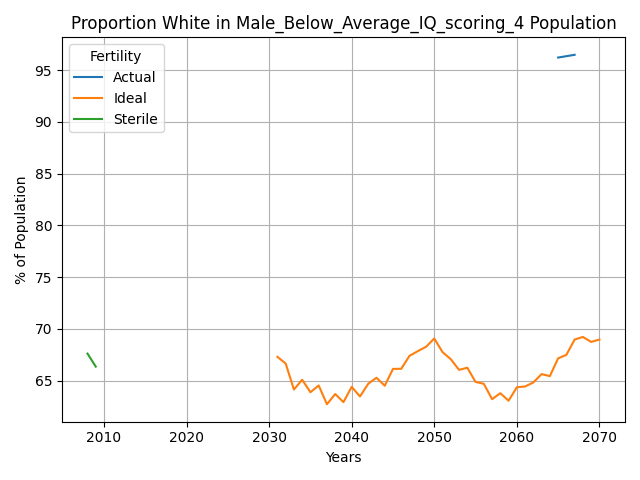 Proportion White in Male_Below_Average_IQ_scoring_4 Population
Fertility
Actual
Ideal
Sterile
% of Population
95
90
85
80
75
70
65
2010 2020 2030 2040 2050 2060 2070
Years